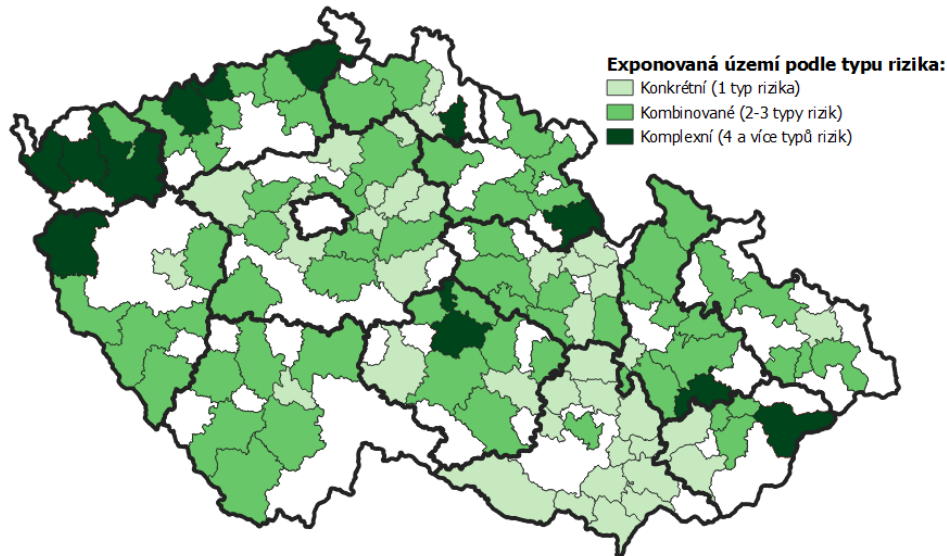 Exponovaná území podle typu rizika:
Konkrétní (1 typ rizika)
Kombinované (2-3 typy rizik)
Komplexní (4 a více typů rizik)